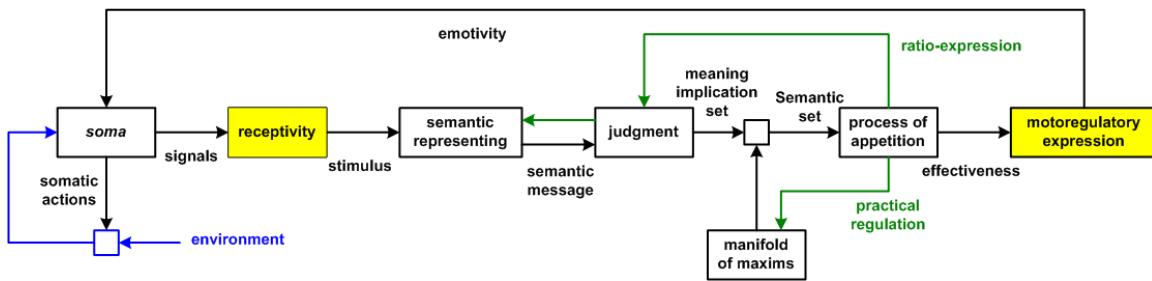 emotivity
ratio-expression
meaning
implication
set
Semantic
set
soma
signals
receptivity
stimulus
semantic
representing
semantic
message
judgment
process of
appetition
effectiveness
motoregulatory
expression
somatic
actions
environment
practical
regulation
manifold
of maxims